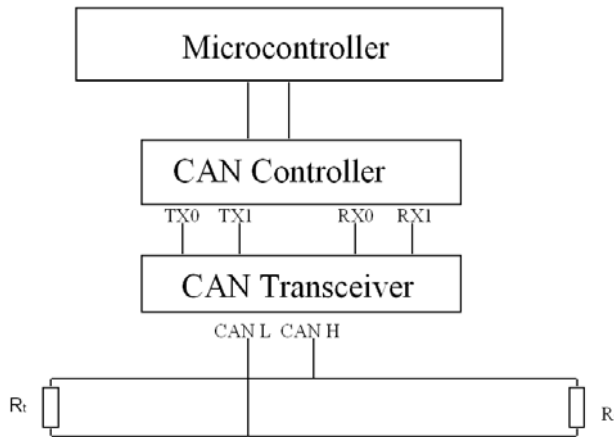 Microcontroller
CAN Controller
TX0 TX1 RX0 RX1
CAN Transceiver
CAN L CAN H
Rt R